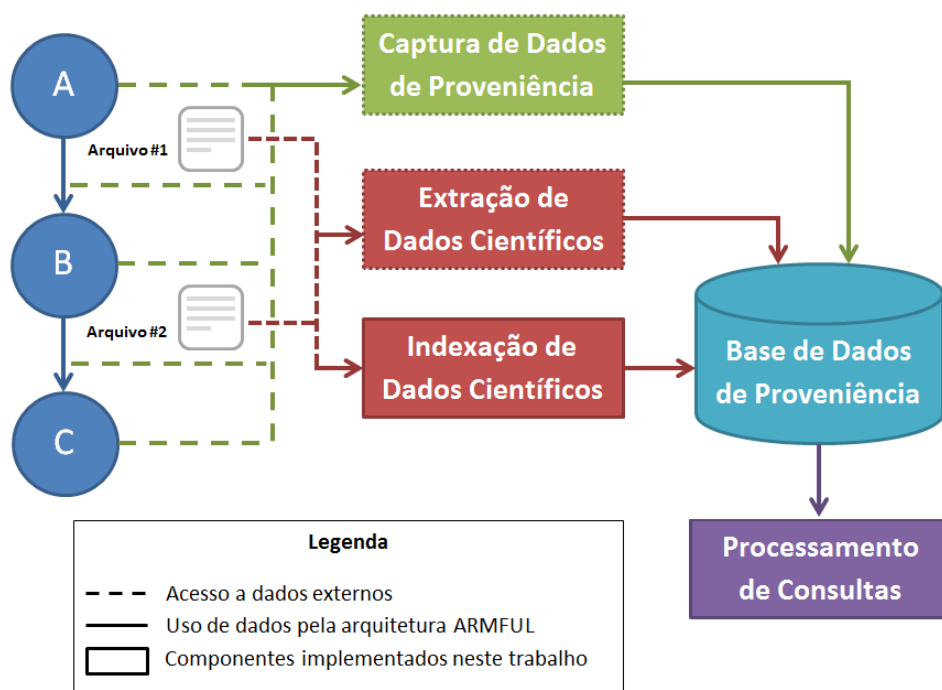 A
Captura de Dados
de Proveniência
Arquivo #1
Extração de
Dados Científicos
B
Arquivo #2
Indexação de
Dados Científicos
Base de Dados
de Proveniência
C
Legenda
Acesso a dados externos
Uso de dados pela arquitetura ARMFUL
Componentes implementados neste trabalho
Processamento
de Consultas